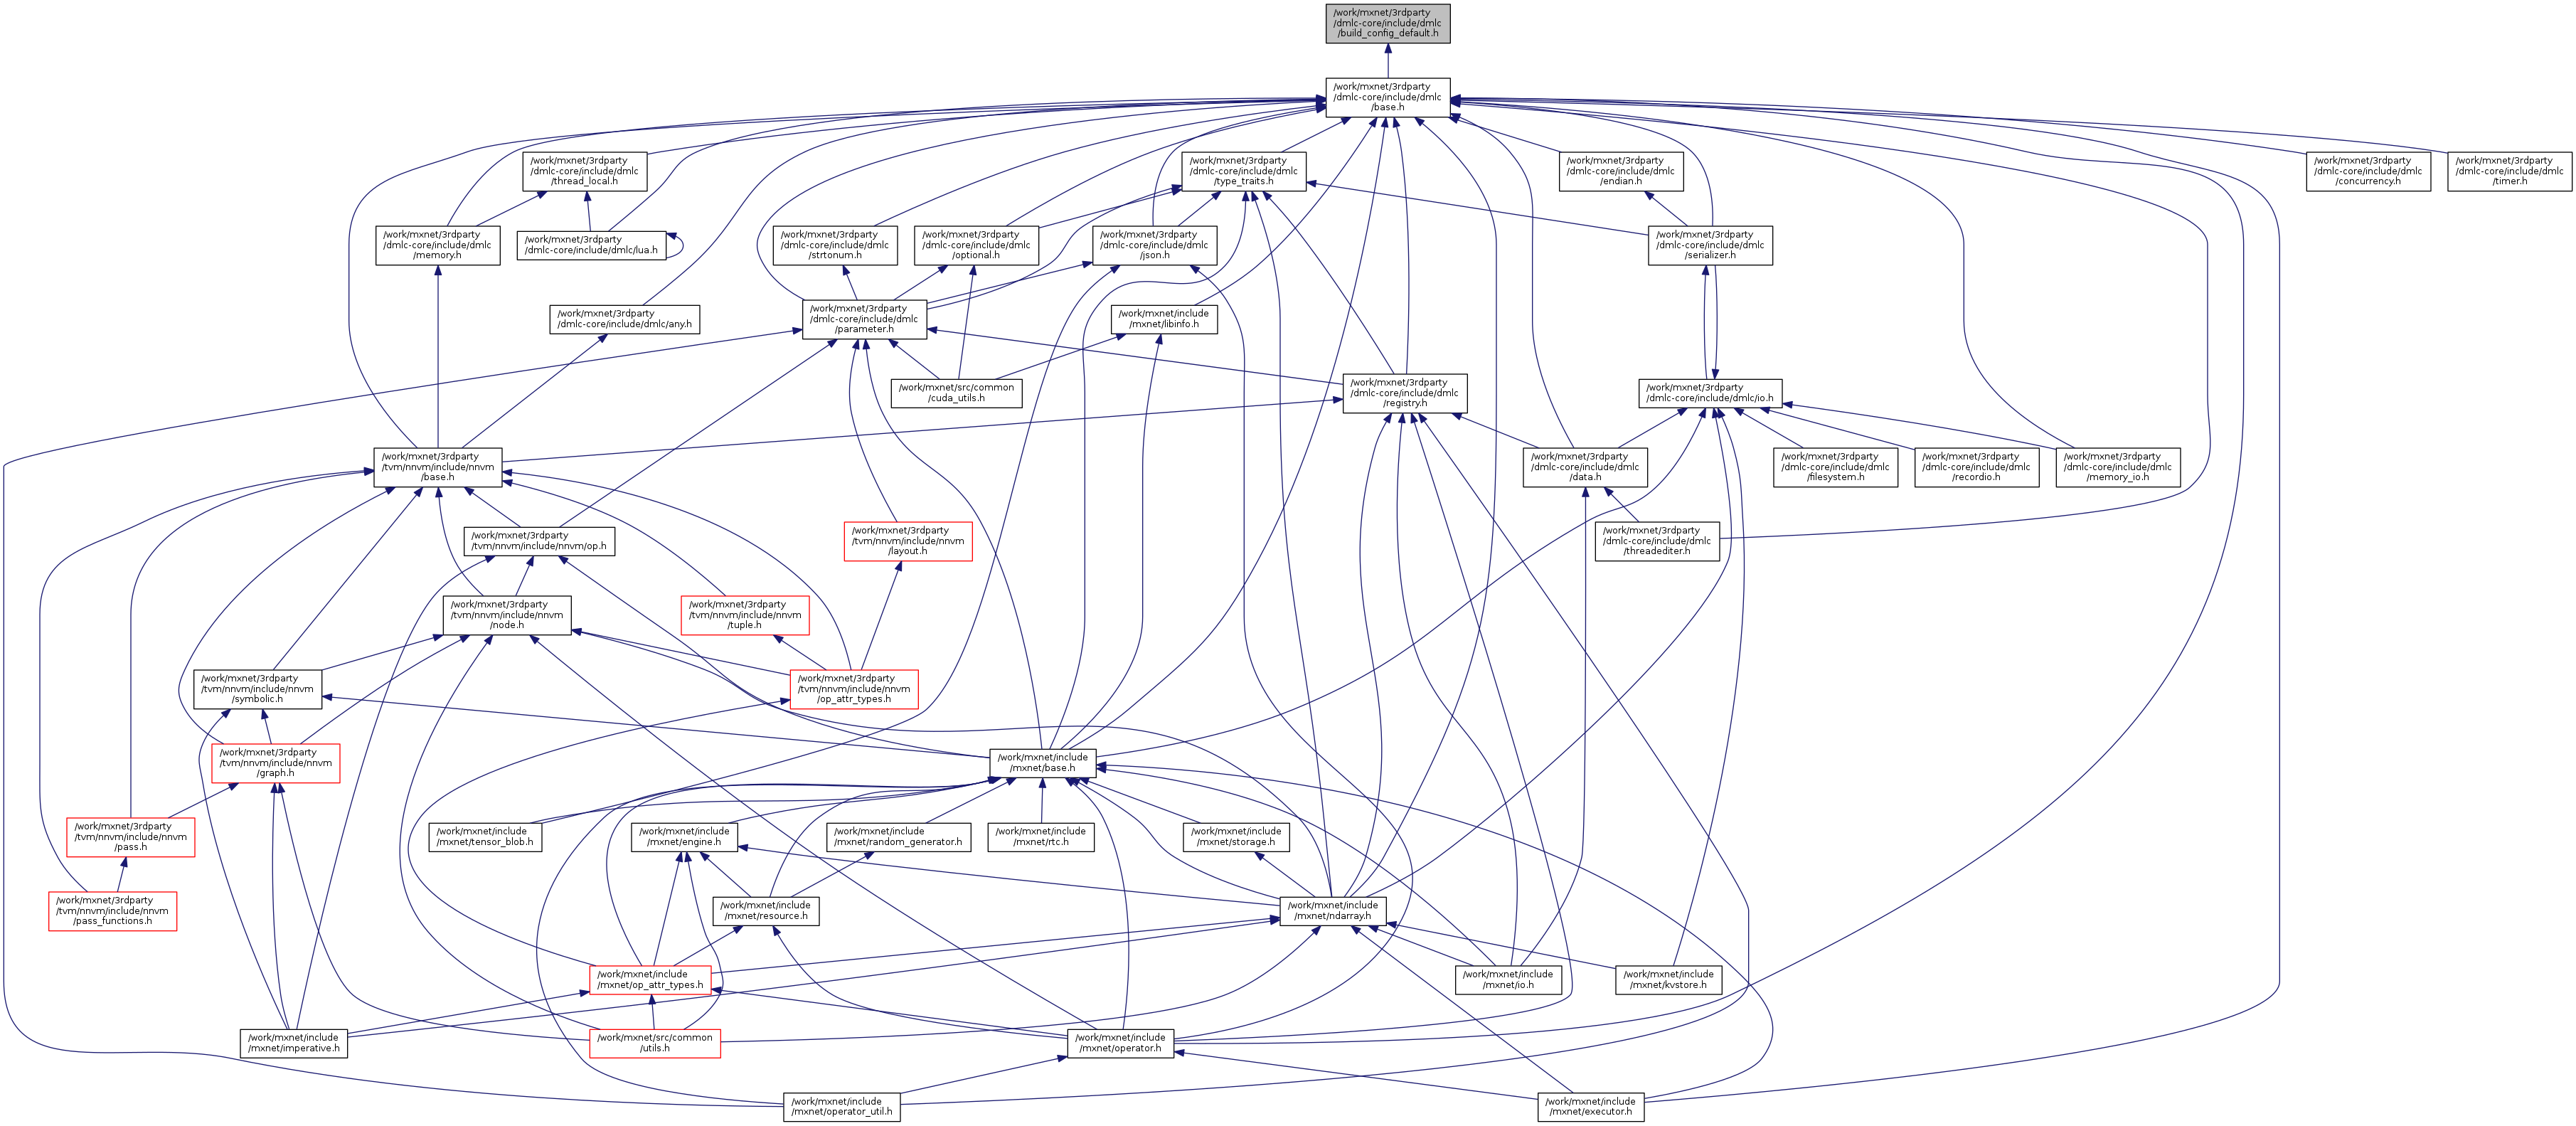 /work/mxnet/3rdparty
/dmlc-core/include/dmlc
/build_config_default.h
/work/mxnet/3rdparty
/dmlc-core/include/dmlc
/base.h
/work/mxnet/3rdparty
/dmlc-core/include/dmlc
/thread_local.h
/work/mxnet/3rdparty
/dmlc-core/include/dmlc
/type_traits.h
/work/mxnet/3rdparty
/dmlc-core/include/dmlc
/endian.h
/work/mxnet/3rdparty
/dmlc-core/include/dmlc
/concurrency.h
/work/mxnet/3rdparty
/dmlc-core/include/dmlc
/timer.h
/work/mxnet/3rdparty
/dmlc-core/include/dmlc
/memory.h
/work/mxnet/3rdparty
/dmlc-core/include/dmlc/lua.h
/work/mxnet/3rdparty
/dmlc-core/include/dmlc
/strtonum.h
/work/mxnet/3rdparty
/dmlc-core/include/dmlc
/optional.h
/work/mxnet/3rdparty
/dmlc-core/include/dmlc
/json.h
/work/mxnet/3rdparty
/dmlc-core/include/dmlc
/serializer.h
/work/mxnet/3rdparty
/dmlc-core/include/dmlc/any.h
/work/mxnet/3rdparty
/dmlc-core/include/dmlc
/parameter.h
/work/mxnet/include
/mxnet/libinfo.h
/work/mxnet/src/common
/cuda_utils.h
/work/mxnet/3rdparty
/dmlc-core/include/dmlc
/registry.h
/work/mxnet/3rdparty
/dmlc-core/include/dmlc/io.h
/work/mxnet/3rdparty
/tvm/nnvm/include/nnvm
/base.h
/work/mxnet/3rdparty
/dmlc-core/include/dmlc
/data.h
/work/mxnet/3rdparty
/dmlc-core/include/dmlc
/filesystem.h
/work/mxnet/3rdparty
/dmlc-core/include/dmlc
/recordio.h
/work/mxnet/3rdparty
/dmlc-core/include/dmlc
/memory_io.h
/work/mxnet/3rdparty
/tvm/nnvm/include/nnvm/op.h
/work/mxnet/3rdparty
/tvm/nnvm/include/nnvm
/layout.h
/work/mxnet/3rdparty
/dmlc-core/include/dmlc
/threadediter.h
/work/mxnet/3rdparty
/tvm/nnvm/include/nnvm
/node.h
/work/mxnet/3rdparty
/tvm/nnvm/include/nnvm
/tuple.h
/work/mxnet/3rdparty
/tvm/nnvm/include/nnvm
/symbolic.h
/work/mxnet/3rdparty
/tvm/nnvm/include/nnvm
/op_attr_types.h
/work/mxnet/3rdparty
/tvm/nnvm/include/nnvm
/graph.h
/work/mxnet/include
/mxnet/base.h
/work/mxnet/3rdparty
/tvm/nnvm/include/nnvm
/pass.h
/work/mxnet/include
/mxnet/tensor_blob.h
/work/mxnet/include
/mxnet/engine.h
/work/mxnet/include
/mxnet/random_generator.h
/work/mxnet/include
/mxnet/rtc.h
/work/mxnet/include
/mxnet/storage.h
/work/mxnet/3rdparty
/tvm/nnvm/include/nnvm
/pass_functions.h
/work/mxnet/include
/mxnet/resource.h
/work/mxnet/include
/mxnet/ndarray.h
/work/mxnet/include
/mxnet/op_attr_types.h
/work/mxnet/include
/mxnet/io.h
/work/mxnet/include
/mxnet/kvstore.h
/work/mxnet/include
/mxnet/imperative.h
/work/mxnet/src/common
/utils.h
/work/mxnet/include
/mxnet/operator.h
/work/mxnet/include
/mxnet/operator_util.h
/work/mxnet/include
/mxnet/executor.h